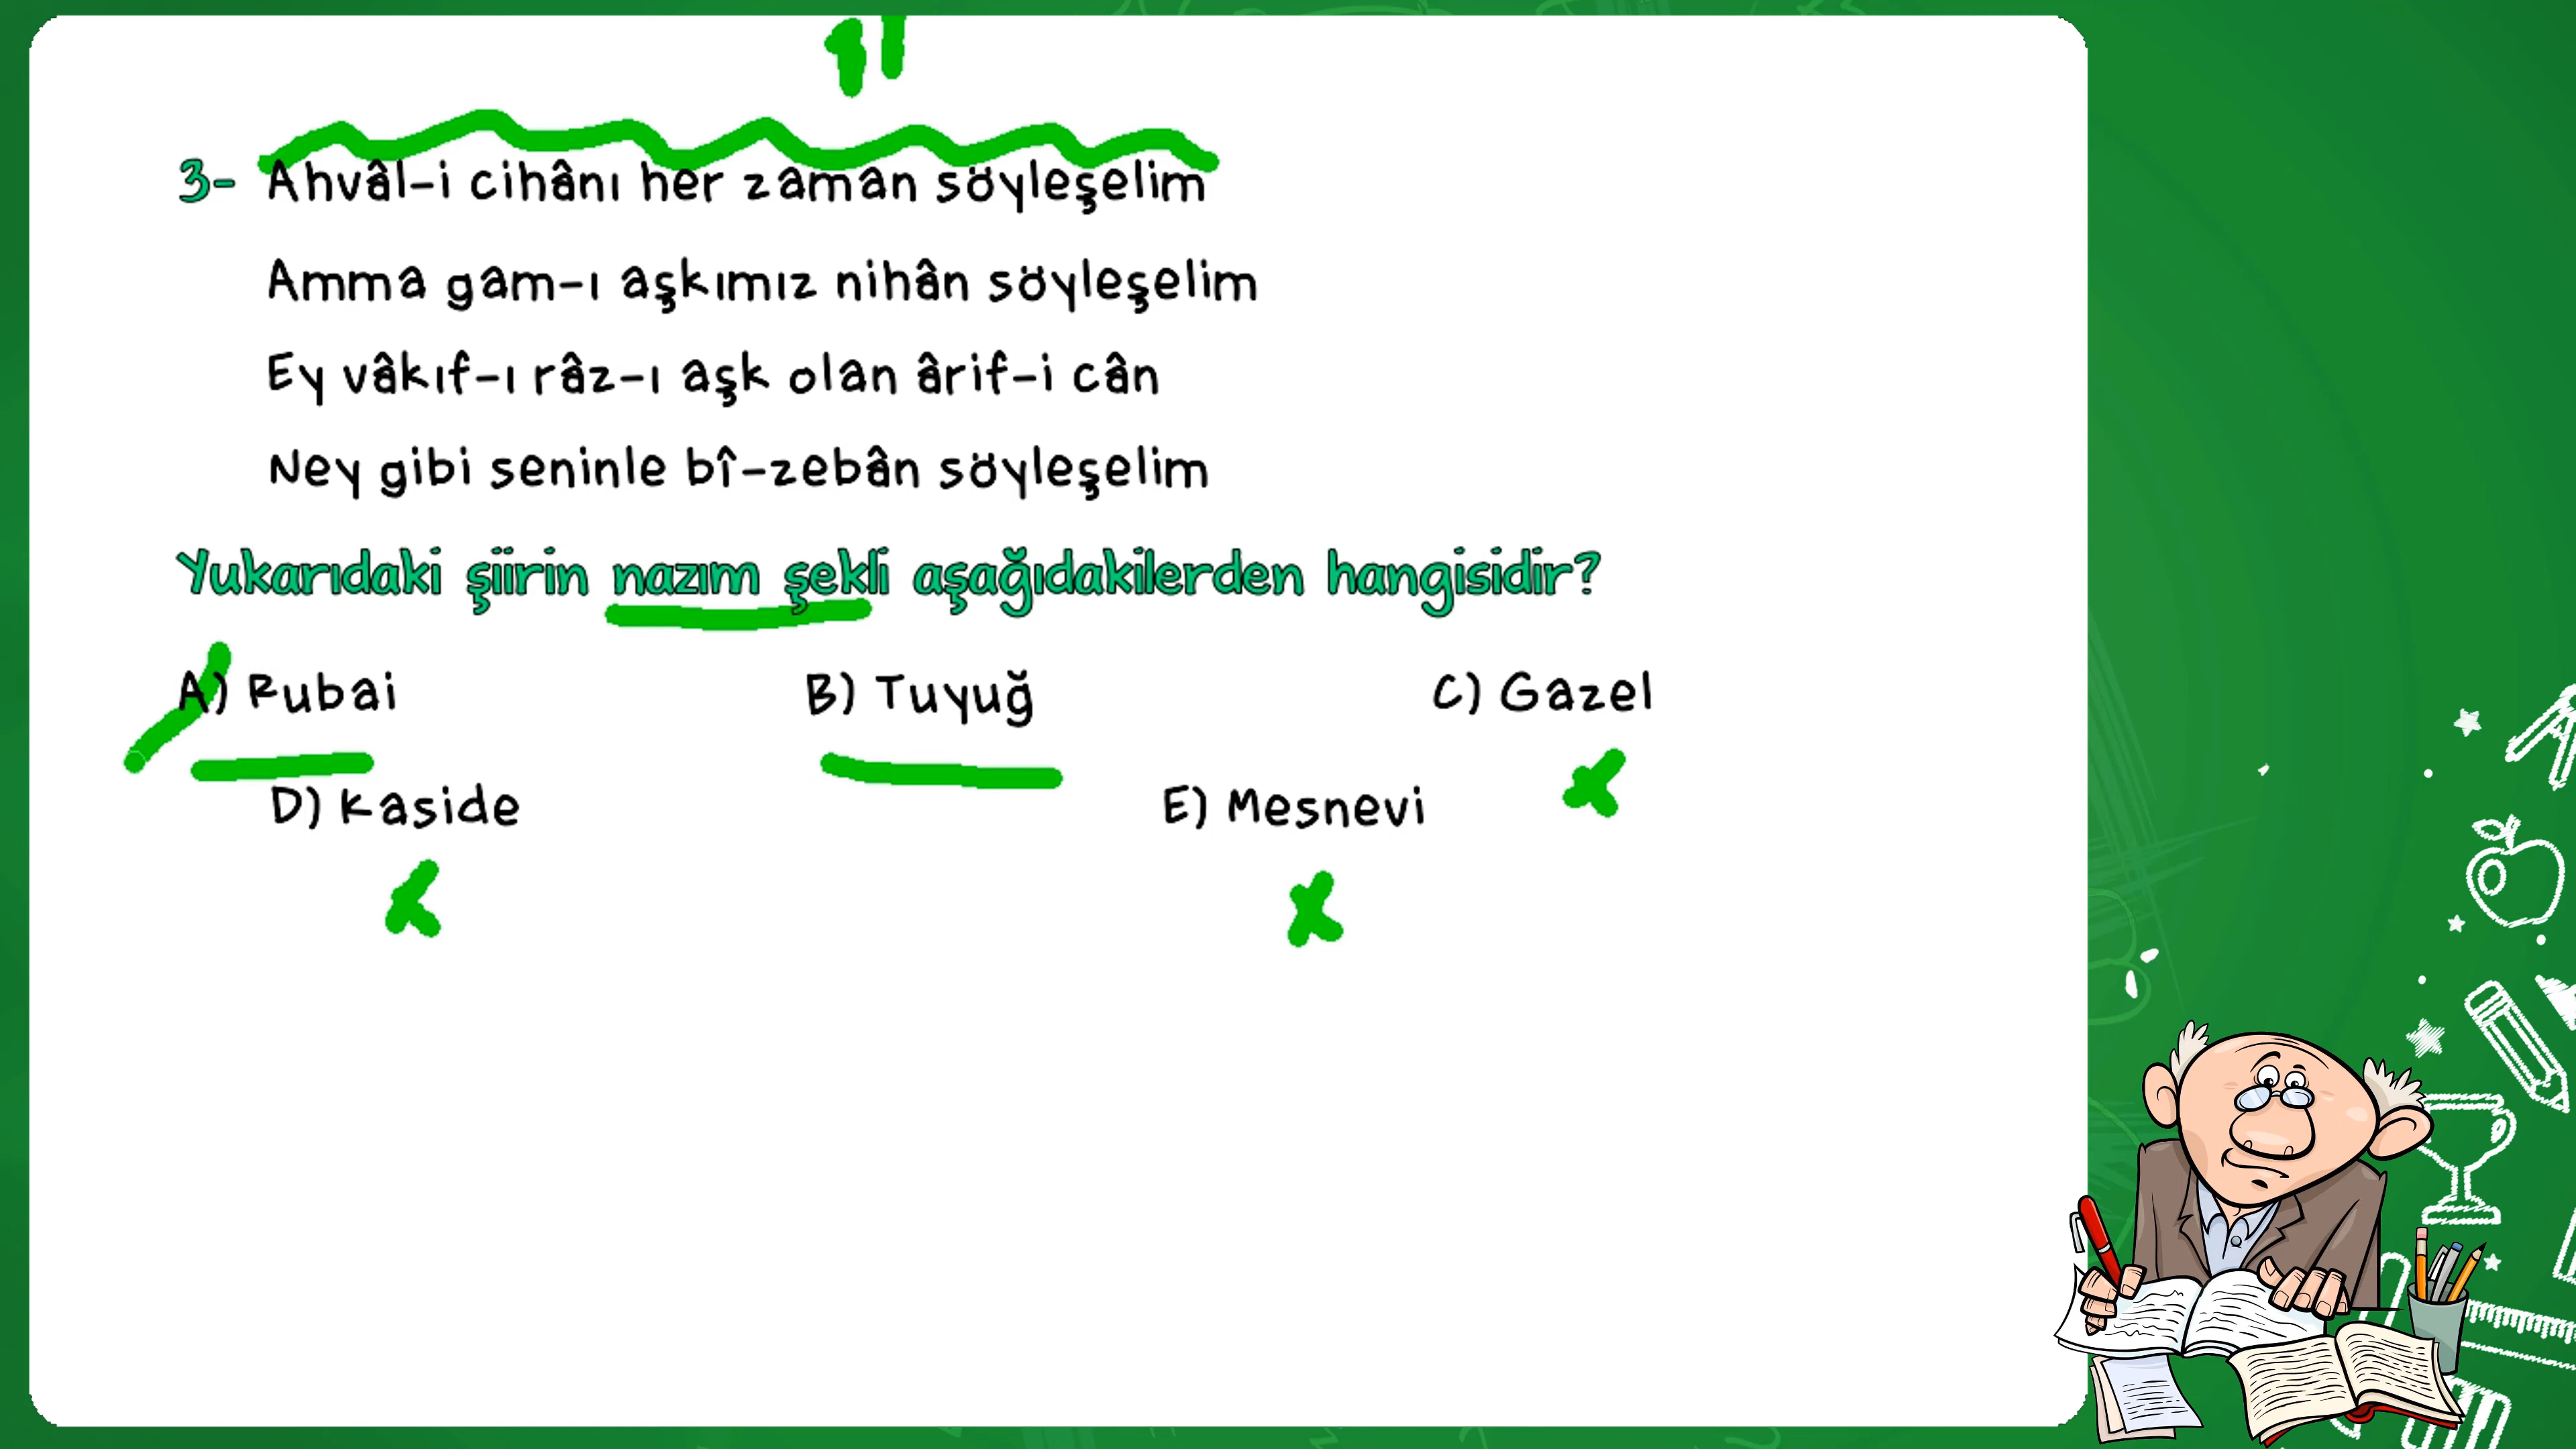 11
3- Ahvâl-i cihânı her zaman söyleşelim
Amma gam-ı aşkımız nihân söyleşelim
Ey vâkıf-ı râz-ı aşk olan ârif-i cân
Ney gibi seninle bî-zebân söyleşelim
Yukarıdaki şiirin nazım şekli aşağıdakilerden hangisidir?
A) Rubai B) Tuyuğ C) Gazel
D) Kaside E) Mesnevi